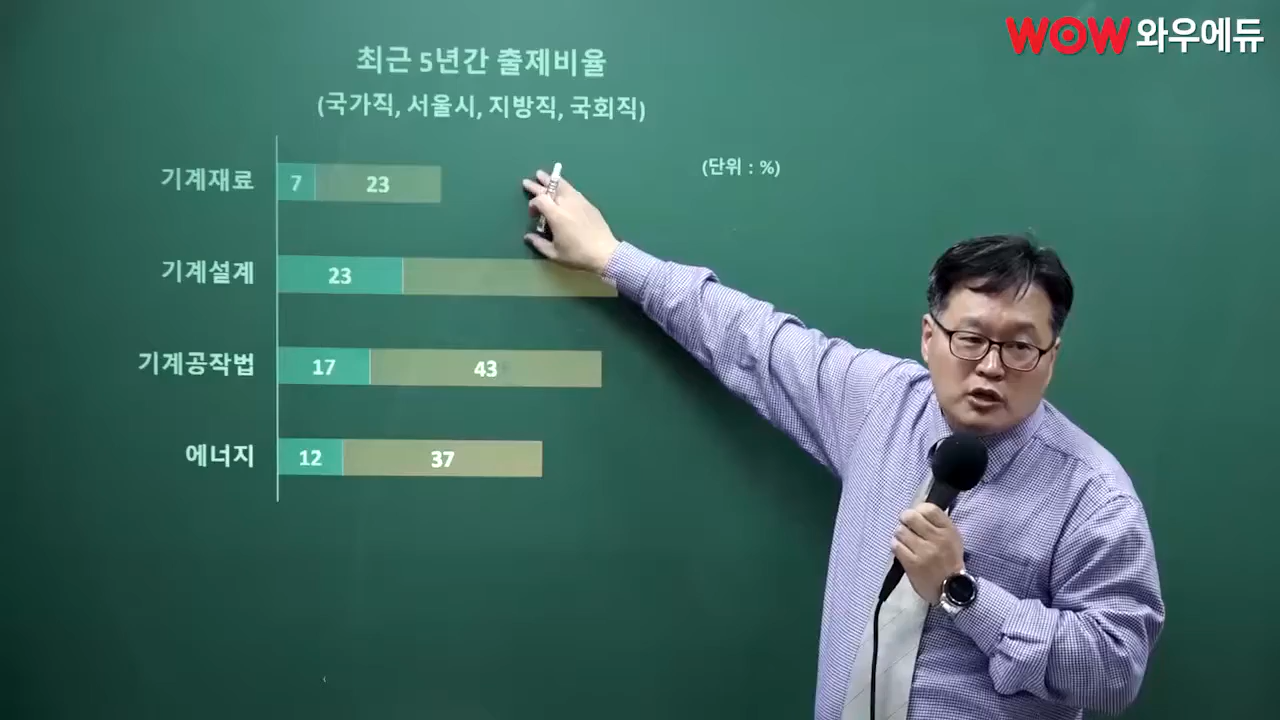 WOW 와우에듀
최근 5년간 출제비율
(국가직, 서울시, 지방직, 국회직)
(단위 : %)
기계재료 7 23
기계설계 23
기계공작법 17 43
에너지 12 37